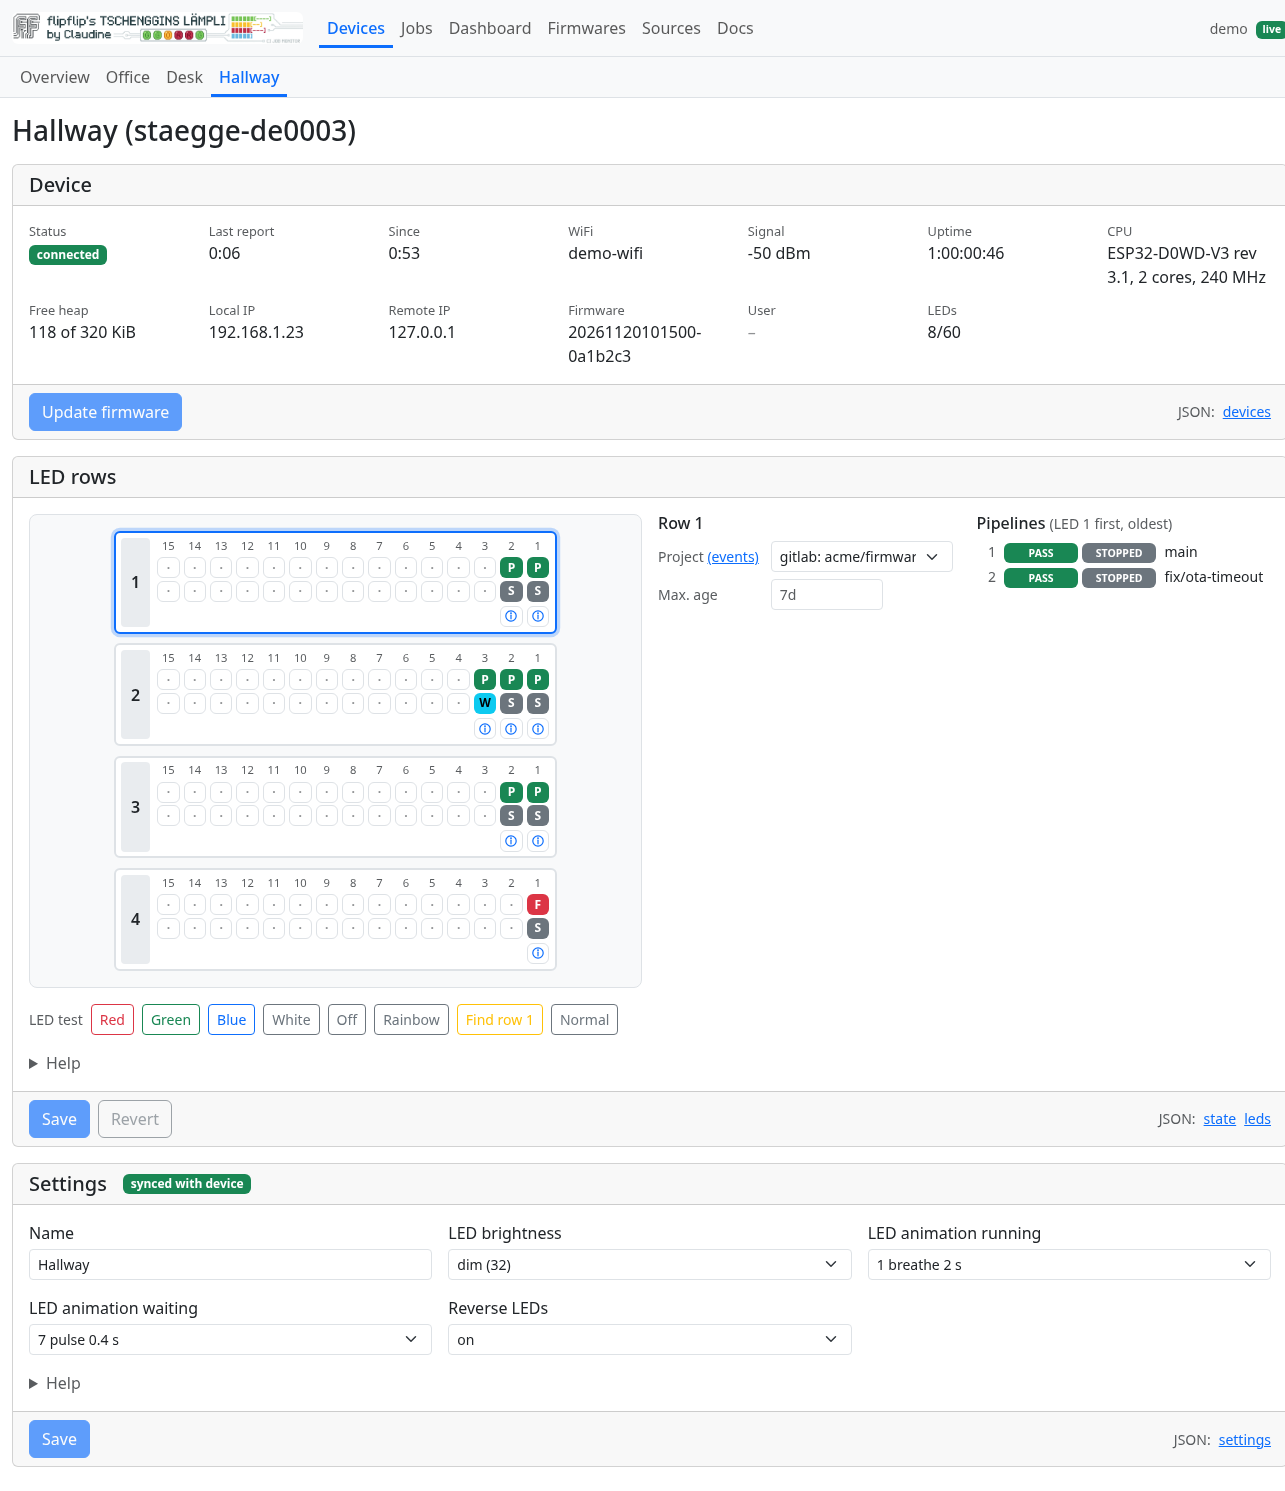 flipflip's TSCHENGGINS LÄMPLI
by Claudine
Devices Jobs Dashboard Firmwares Sources Docs demo live
Overview Office Desk Hallway
Hallway (staegge-de0003)
Device
Status Last report Since WiFi Signal Uptime CPU
connected 0:06 0:53 demo-wifi -50 dBm 1:00:00:46 ESP32-D0WD-V3 rev
3.1, 2 cores, 240 MHz
Free heap Local IP Remote IP Firmware User LEDs
118 of 320 KiB 192.168.1.23 127.0.0.1 20261120101500- – 8/60
0a1b2c3
Update firmware JSON: devices
LED rows
15 14 13 12 11 10 9 8 7 6 5 4 3 2 1
1
· · · · · · · · · · · · · P P
· · · · · · · · · · · · · S S
15 14 13 12 11 10 9 8 7 6 5 4 3 2 1
2
· · · · · · · · · · · · P P P
· · · · · · · · · · · · W S S
15 14 13 12 11 10 9 8 7 6 5 4 3 2 1
3
· · · · · · · · · · · · · P P
· · · · · · · · · · · · · S S
15 14 13 12 11 10 9 8 7 6 5 4 3 2 1
4
· · · · · · · · · · · · · · F
· · · · · · · · · · · · · · S
Row 1
Project (events) gitlab: acme/firmwar
Max. age 7d
Pipelines (LED 1 first, oldest)
1 PASS STOPPED main
2 PASS STOPPED fix/ota-timeout
LED test Red Green Blue White Off Rainbow Find row 1 Normal
Help
Save Revert JSON: state leds
Settings synced with device
Name LED brightness LED animation running
Hallway dim (32) 1 breathe 2 s
LED animation waiting Reverse LEDs
7 pulse 0.4 s on
Help
Save JSON: settings